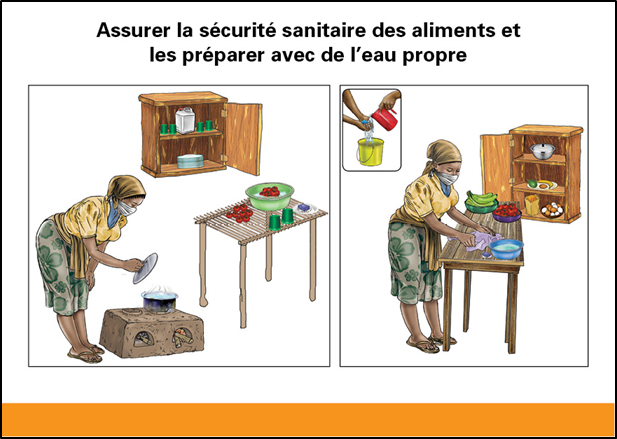 Assurer la sécurité sanitaire des aliments et
les préparer avec de l’eau propre